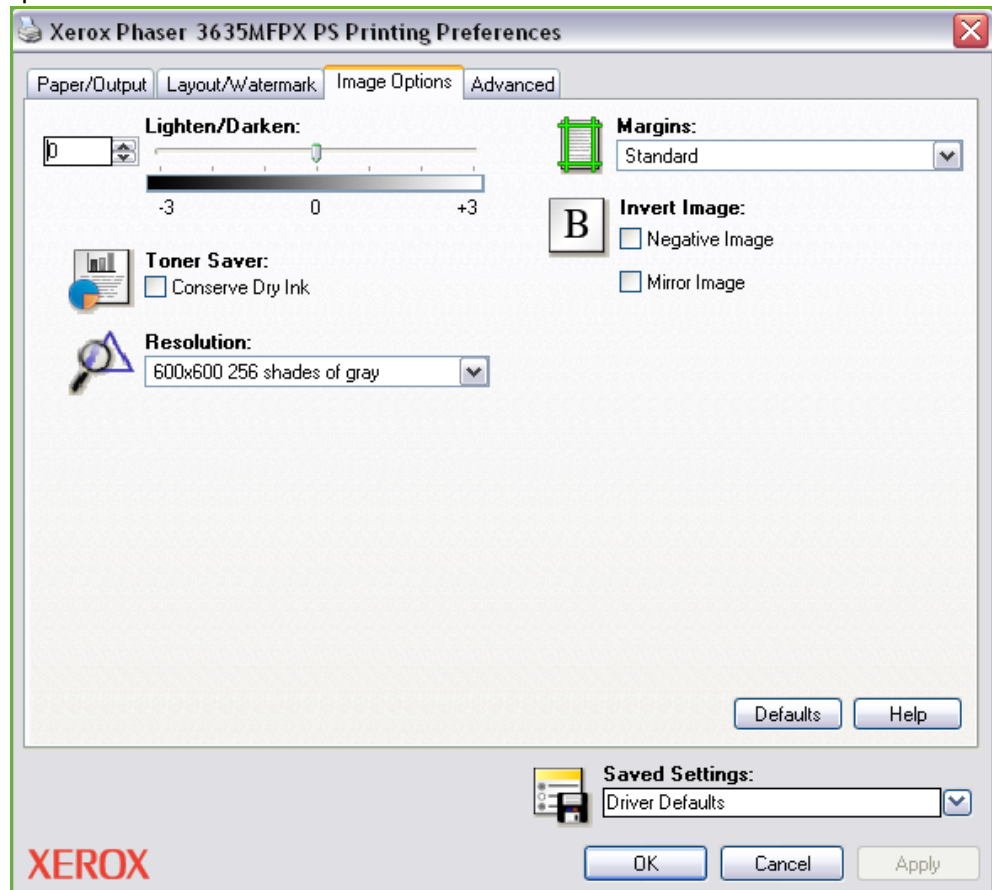 Xerox Phaser 3635MFPX PS Printing Preferences
Paper/Output Layout/Watermark Image Options Advanced
Lighten/Darken:
0
-3 0 +3
Toner Saver:
Conserve Dry Ink
Resolution:
600x600 256 shades of gray
Margins:
Standard
B
Invert Image:
Negative Image
Mirror Image
Defaults Help
Saved Settings:
Driver Defaults
XEROX
OK Cancel Apply